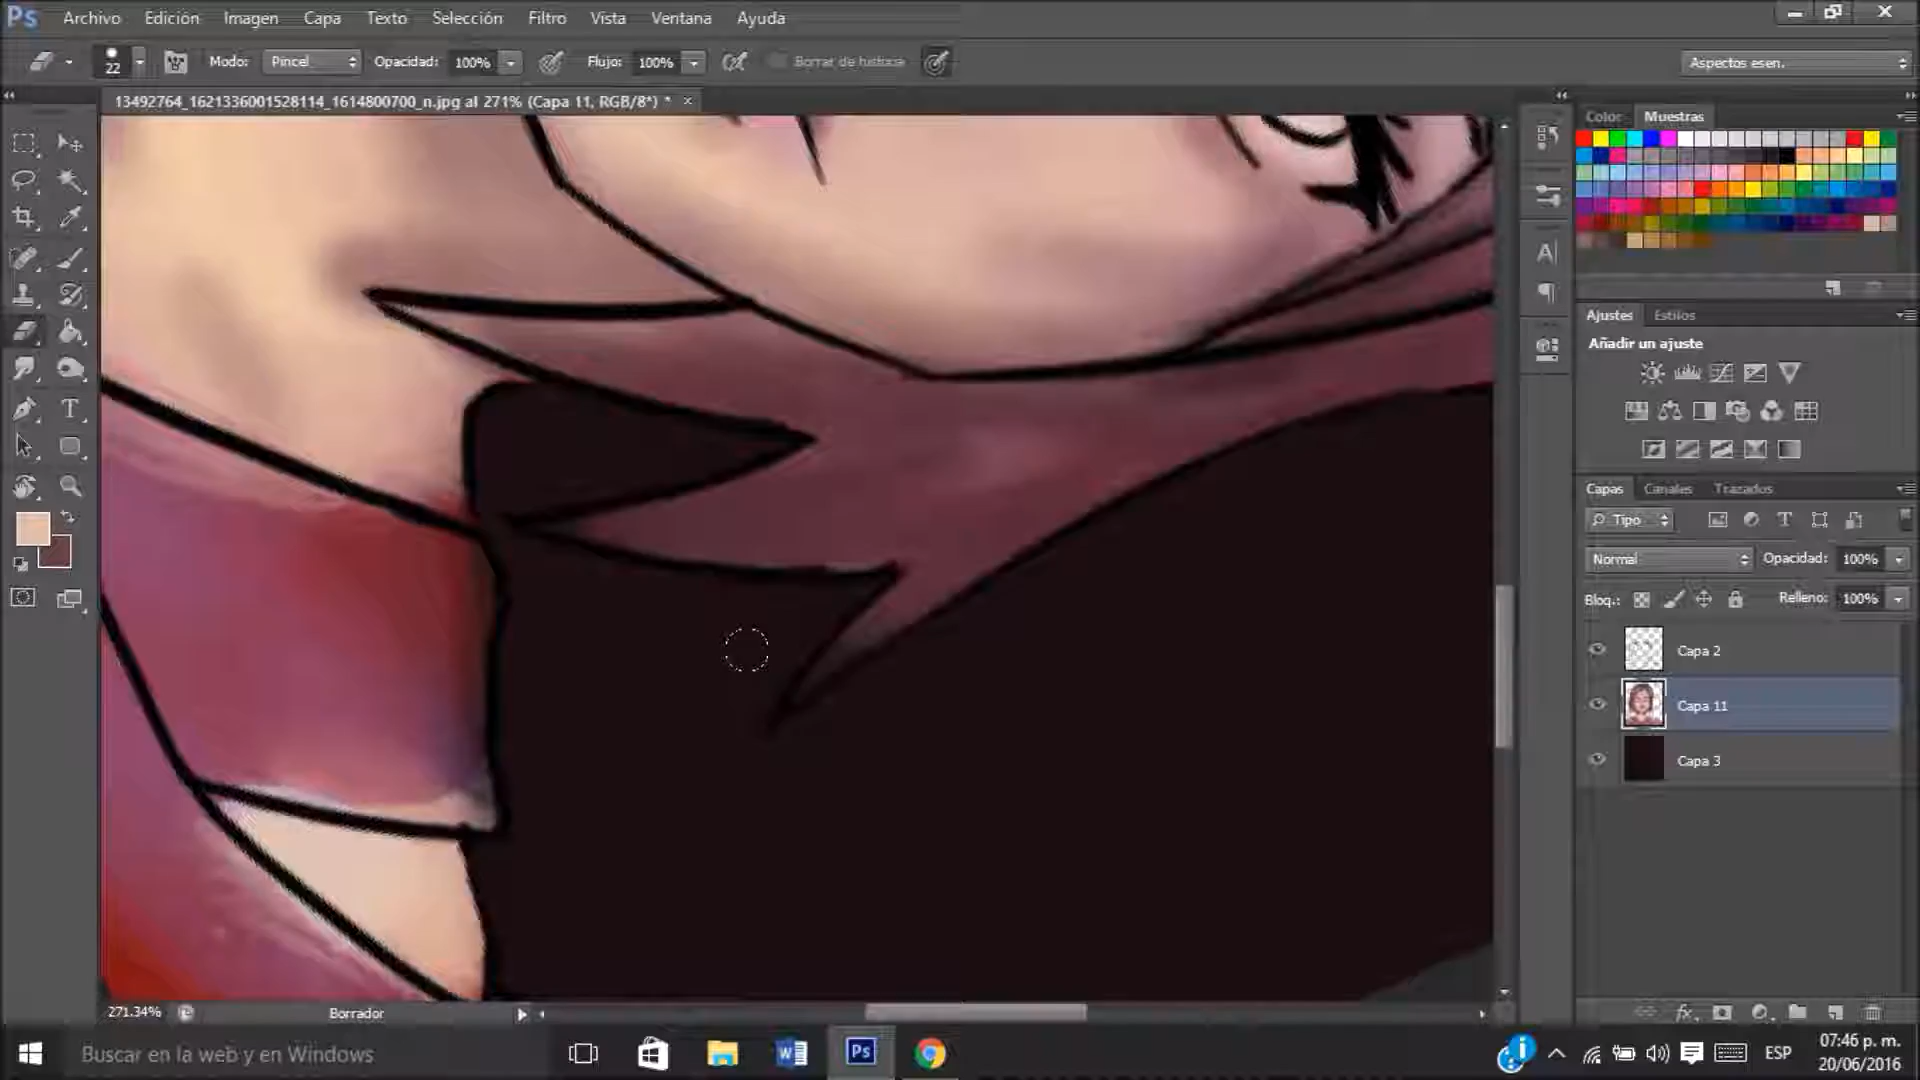 Ps Archivo Edición Imagen Capa Texto Selección Filtro Vista Ventana Ayuda
22 Modo: Pincel Opacidad: 100% Flujo: 100% Borrar de historia Aspectos esen.
13492764_1621336001528114_1614800700_n.jpg al 271% (Capa 11, RGB/8*) *
Color Muestras
Ajustes Estilos
Añadir un ajuste
Capas Canales Trazados
Tipo
Normal Opacidad: 100%
Bloq.: Relleno: 100%
Capa 2
Capa 11
Capa 3
271.34% Borrador
Buscar en la web y en Windows
ESP
07:46 p. m.
20/06/2016